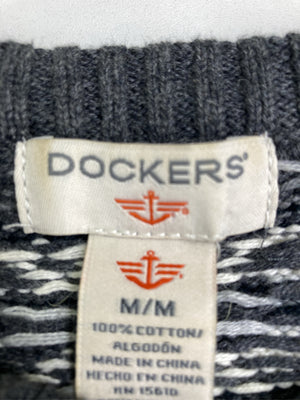 DOCKERS®
M/M
100% COTTON/
ALGODÓN
MADE IN CHINA
HECHO EN CHINA
RN 15610